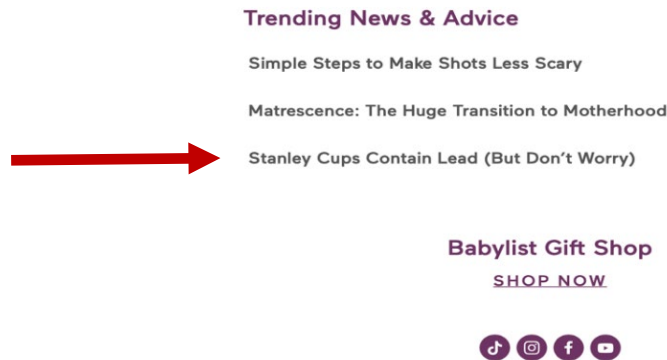 Trending News & Advice
Simple Steps to Make Shots Less Scary
Matrescence: The Huge Transition to Motherhood
Stanley Cups Contain Lead (But Don't Worry)
Babylist Gift Shop
SHOP NOW